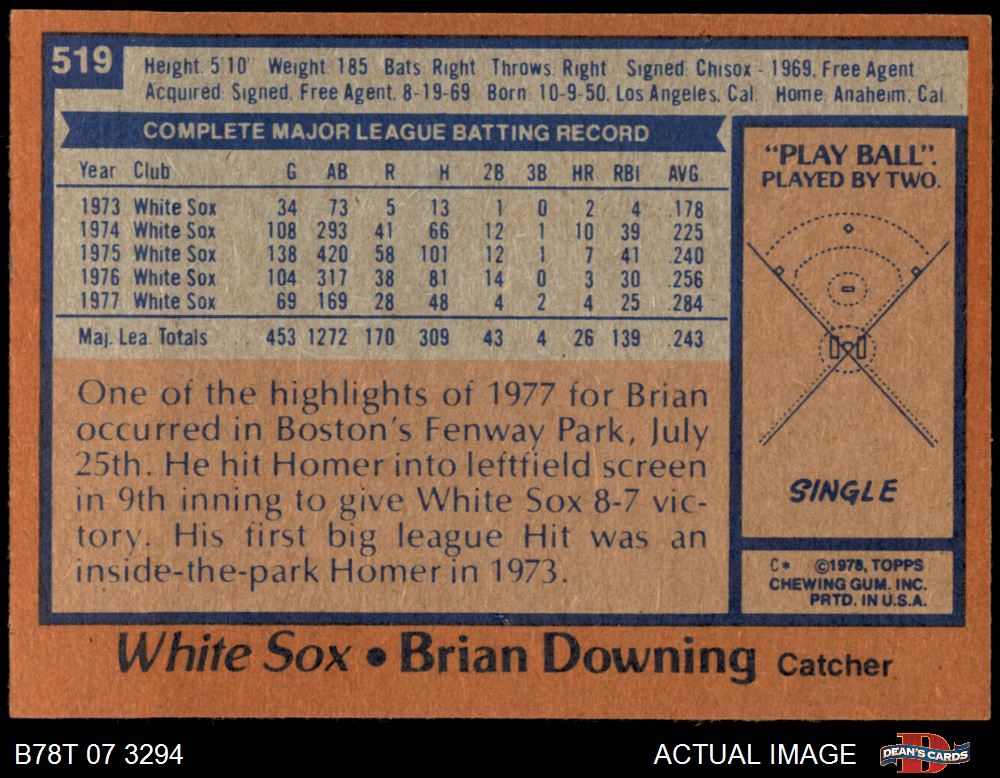 519
Height 5'10" Weight 185 Bats: Right Throws: Right Signed: Chisox - 1969, Free Agent
Acquired: Signed, Free Agent, 8-19-69 Born: 10-9-50, Los Angeles, Cal. Home: Anaheim, Cal.
COMPLETE MAJOR LEAGUE BATTING RECORD
Year Club G AB R H 2B 3B HR RBI AVG.
1973 White Sox 34 73 5 13 1 0 2 4 .178
1974 White Sox 108 293 41 66 12 1 10 39 .225
1975 White Sox 138 420 58 101 12 1 7 41 .240
1976 White Sox 104 317 38 81 14 0 3 30 .256
1977 White Sox 69 169 28 48 4 2 4 25 .284
Maj. Lea. Totals 453 1272 170 309 43 4 26 139 .243
One of the highlights of 1977 for Brian
occurred in Boston's Fenway Park, July
25th. He hit Homer into leftfield screen
in 9th inning to give White Sox 8-7 vic-
tory. His first big league Hit was an
inside-the-park Homer in 1973.
"PLAY BALL".
PLAYED BY TWO.
SINGLE
C* ©1978, TOPPS
CHEWING GUM, INC.
PRTD. IN U.S.A.
White Sox • Brian Downing Catcher
B78T 07 3294
ACTUAL IMAGE
D
DEAN'S CARDS